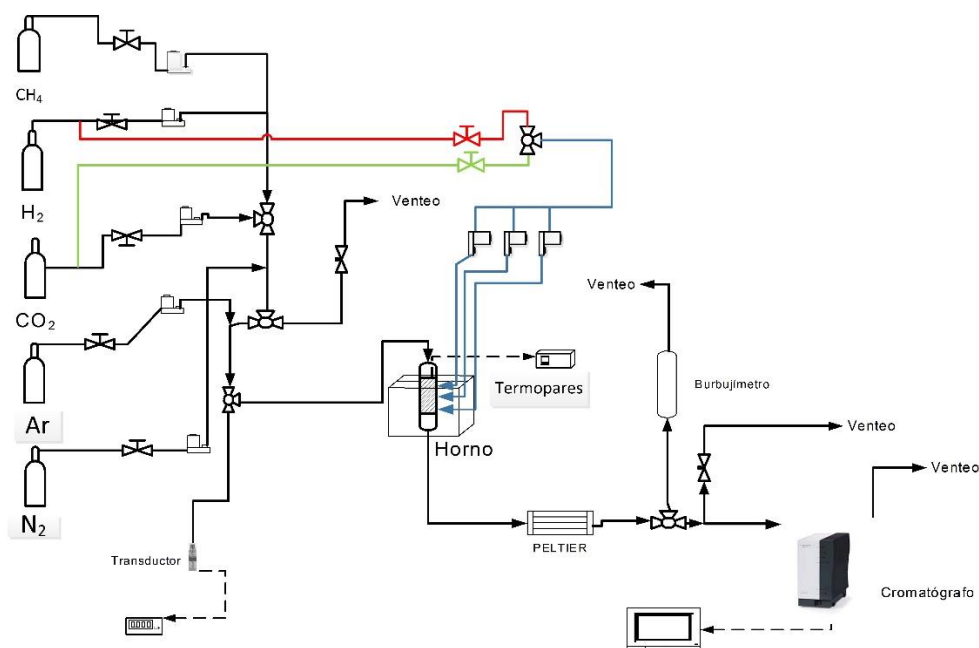 CH₄
H₂
Venteo
CO₂
Venteo
Termopares
Burbujímetro
Ar
Horno
Venteo
Venteo
N₂
PELTIER
Transductor
Cromatógrafo